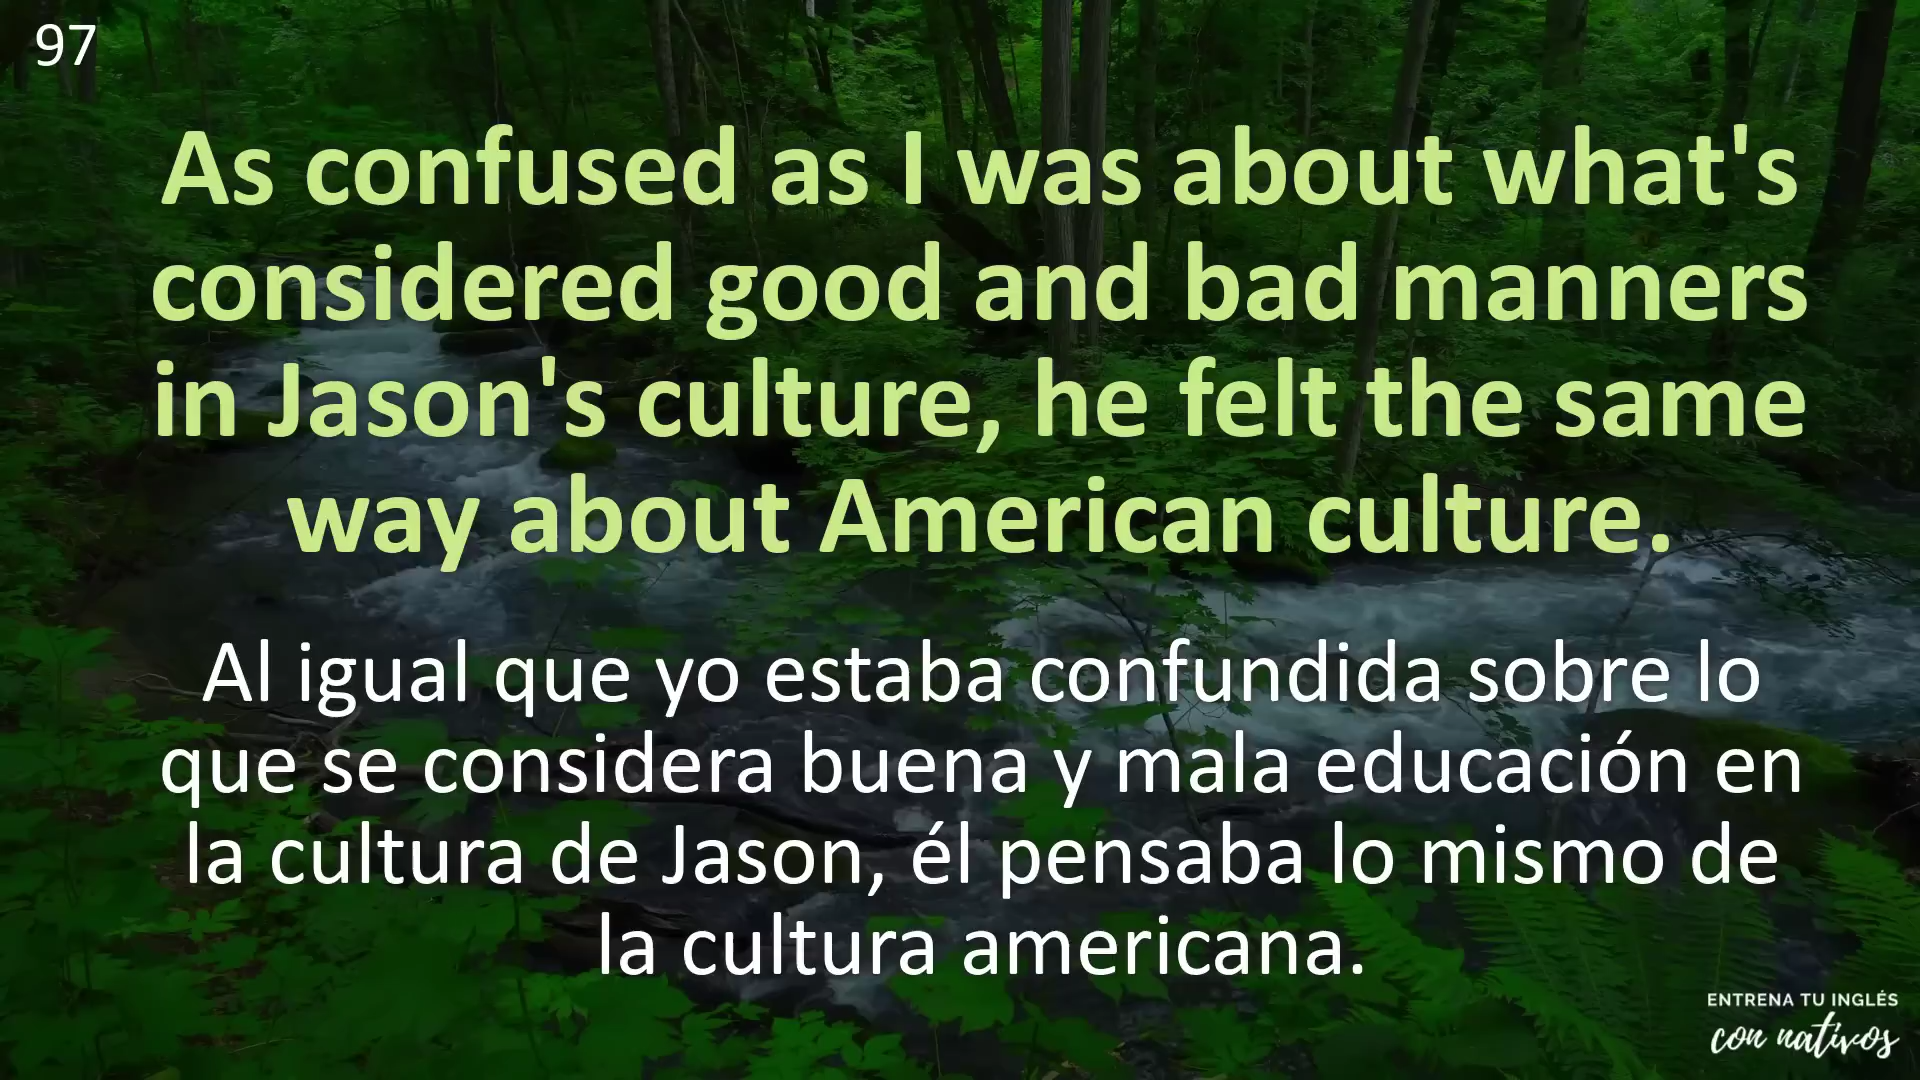 97
As confused as I was about what's
considered good and bad manners
in Jason's culture, he felt the same
way about American culture.
Al igual que yo estaba confundida sobre lo
que se considera buena y mala educación en
la cultura de Jason, él pensaba lo mismo de
la cultura americana.
ENTRENA TU INGLÉS
con nativos